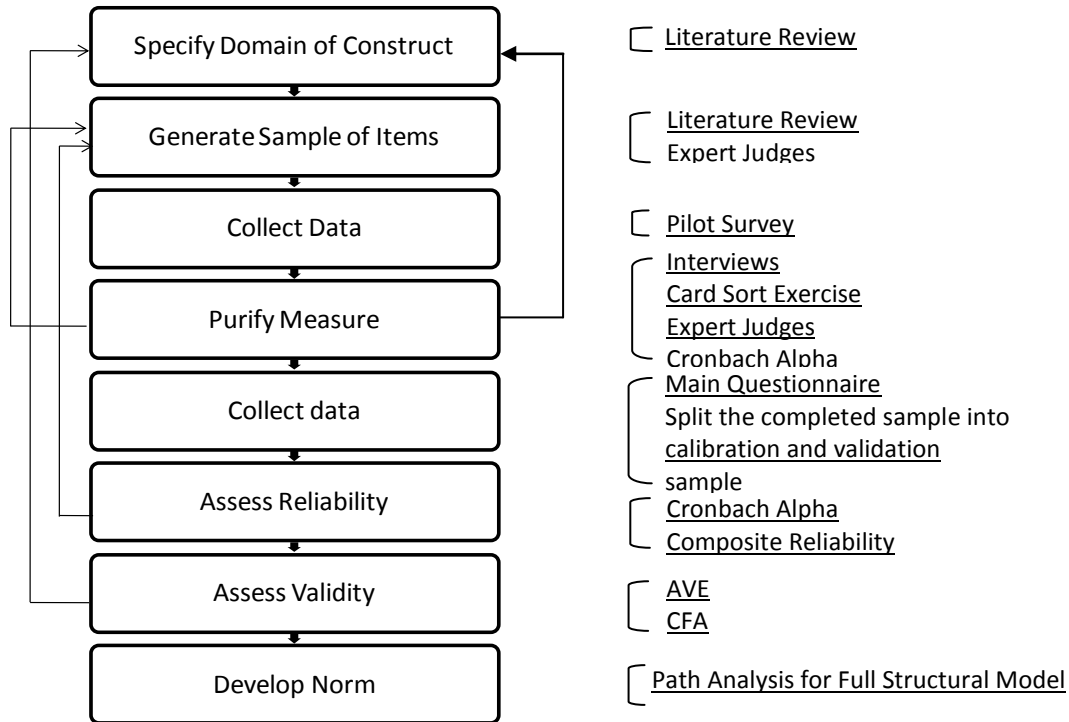 Specify Domain of Construct
Literature Review
Generate Sample of Items
Literature Review
Expert Judges
Collect Data
Pilot Survey
Purify Measure
Interviews
Card Sort Exercise
Expert Judges
Cronbach Alpha
Collect data
Main Questionnaire
Split the completed sample into
calibration and validation
sample
Assess Reliability
Cronbach Alpha
Composite Reliability
Assess Validity
AVE
CFA
Develop Norm
Path Analysis for Full Structural Model